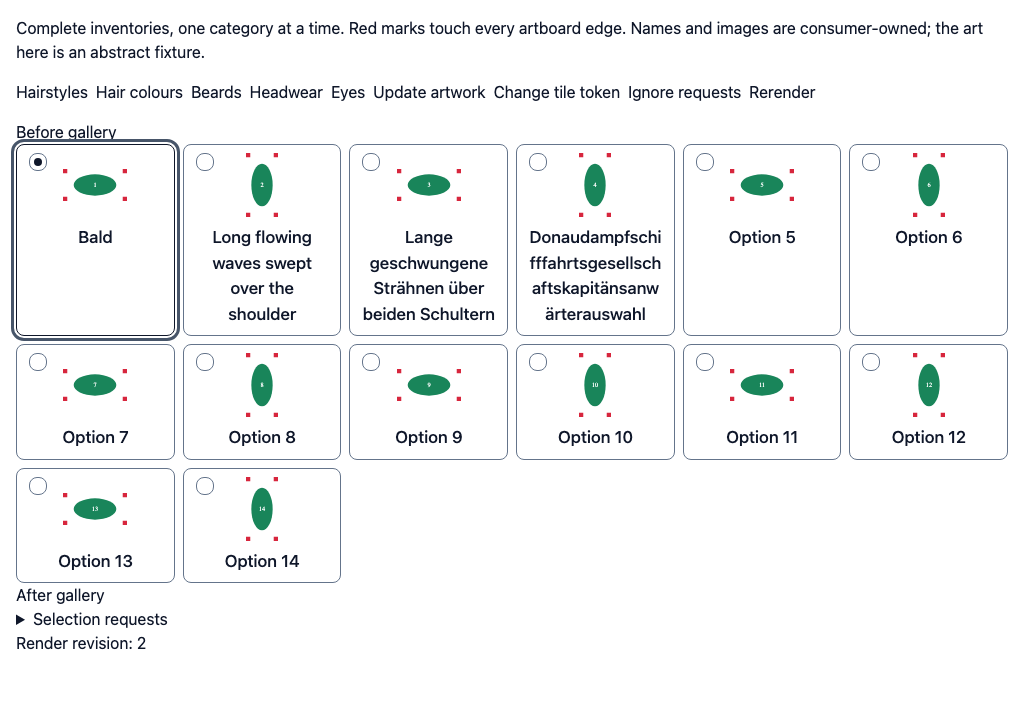 Complete inventories, one category at a time. Red marks touch every artboard edge. Names and images are consumer-owned; the art
here is an abstract fixture.
Hairstyles Hair colours Beards Headwear Eyes Update artwork Change tile token Ignore requests Rerender
Before gallery
1
Bald
2
Long flowing
waves swept
over the
shoulder
3
Lange
geschwungene
Strähnen über
beiden Schultern
4
Donaudampfschi
fffahrtsgesellsch
aftskapitänsanw
ärterauswahl
5
Option 5
6
Option 6
7
Option 7
8
Option 8
9
Option 9
10
Option 10
11
Option 11
12
Option 12
13
Option 13
14
Option 14
After gallery
Selection requests
Render revision: 2